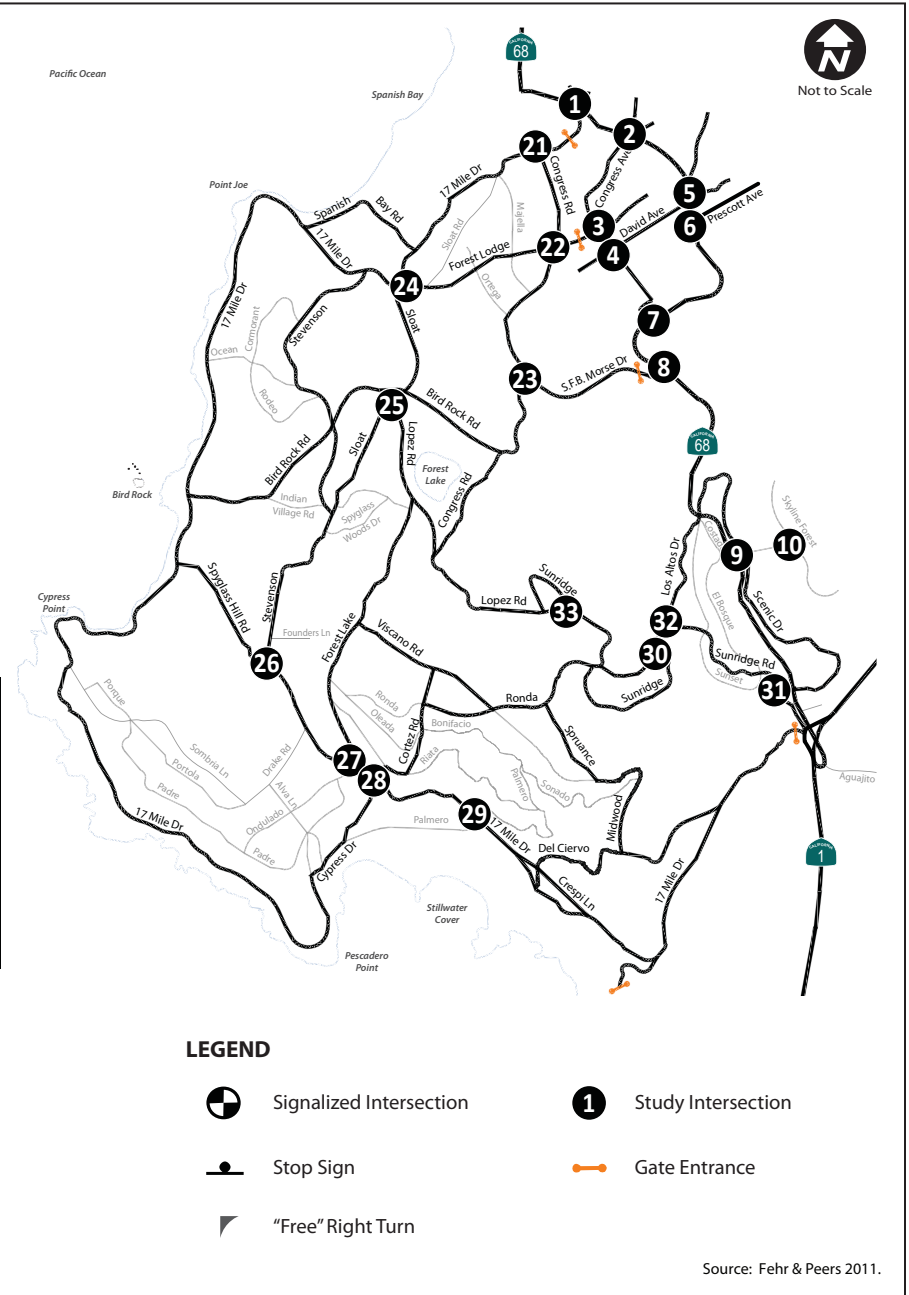 CALIFORNIA
68
N
Not to Scale
Pacific Ocean
Spanish Bay
1
2
21
Congress Ave
17 Mile Dr
Congress Rd
Point Joe
5
Spanish
Bay Rd
Sloat Rd
Majella
3
David Ave
6
Prescott Ave
17 Mile Dr
22
4
Forest Lodge
24
Ortega
17 Mile Dr
Cormorant
Stevenson
Sloat
7
Ocean
23
S.F.B. Morse Dr
8
Rodeo
25
Bird Rock Rd
Sloat
Lopez Rd
CALIFORNIA
68
Bird Rock Rd
Forest
Lake
Bird Rock
Indian
Village Rd
Spyglass
Woods Dr
Congress Rd
Skyline Forest
Costado
9
10
Los Altos Dr
Cypress
Point
Spyglass Hill Rd
Stevenson
Sunridge
Lopez Rd
33
El Bosque
Scenic Dr
Founders Ln
Forest Lake
Viscano Rd
32
26
30
Sunridge Rd
Sunset
31
Porque
Ronda
Oleada
Ronda
Sunridge
Sombria Ln
Portola
Drake Rd
Cortez Rd
Bonifacio
Spruance
Padre
Alva Ln
27
Riata
28
Palmero
Sonado
Aguajito
17 Mile Dr
Ondulado
Padre
Palmero
29
17 Mile Dr
Midwood
Cypress Dr
Del Ciervo
CALIFORNIA
1
Crespi Ln
17 Mile Dr
Stillwater
Cover
Pescadero
Point
LEGEND
Signalized Intersection
1
Study Intersection
Stop Sign
Gate Entrance
“Free” Right Turn
Source: Fehr & Peers 2011.